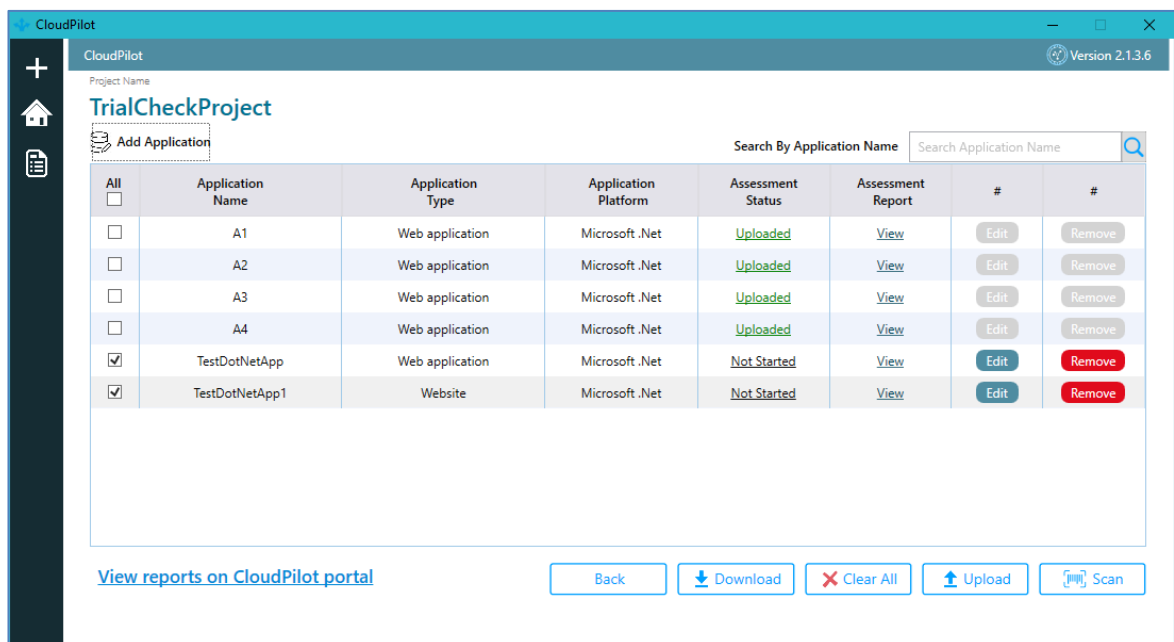 CloudPilot
CloudPilot Version 2.1.3.6
Project Name
TrialCheckProject
Add Application
Search By Application Name Search Application Name
All Application Name Application Type Application Platform Assessment Status Assessment Report # #
A1 Web application Microsoft .Net Uploaded View Edit Remove
A2 Web application Microsoft .Net Uploaded View Edit Remove
A3 Web application Microsoft .Net Uploaded View Edit Remove
A4 Web application Microsoft .Net Uploaded View Edit Remove
TestDotNetApp Web application Microsoft .Net Not Started View Edit Remove
TestDotNetApp1 Website Microsoft .Net Not Started View Edit Remove
View reports on CloudPilot portal Back Download Clear All Upload Scan